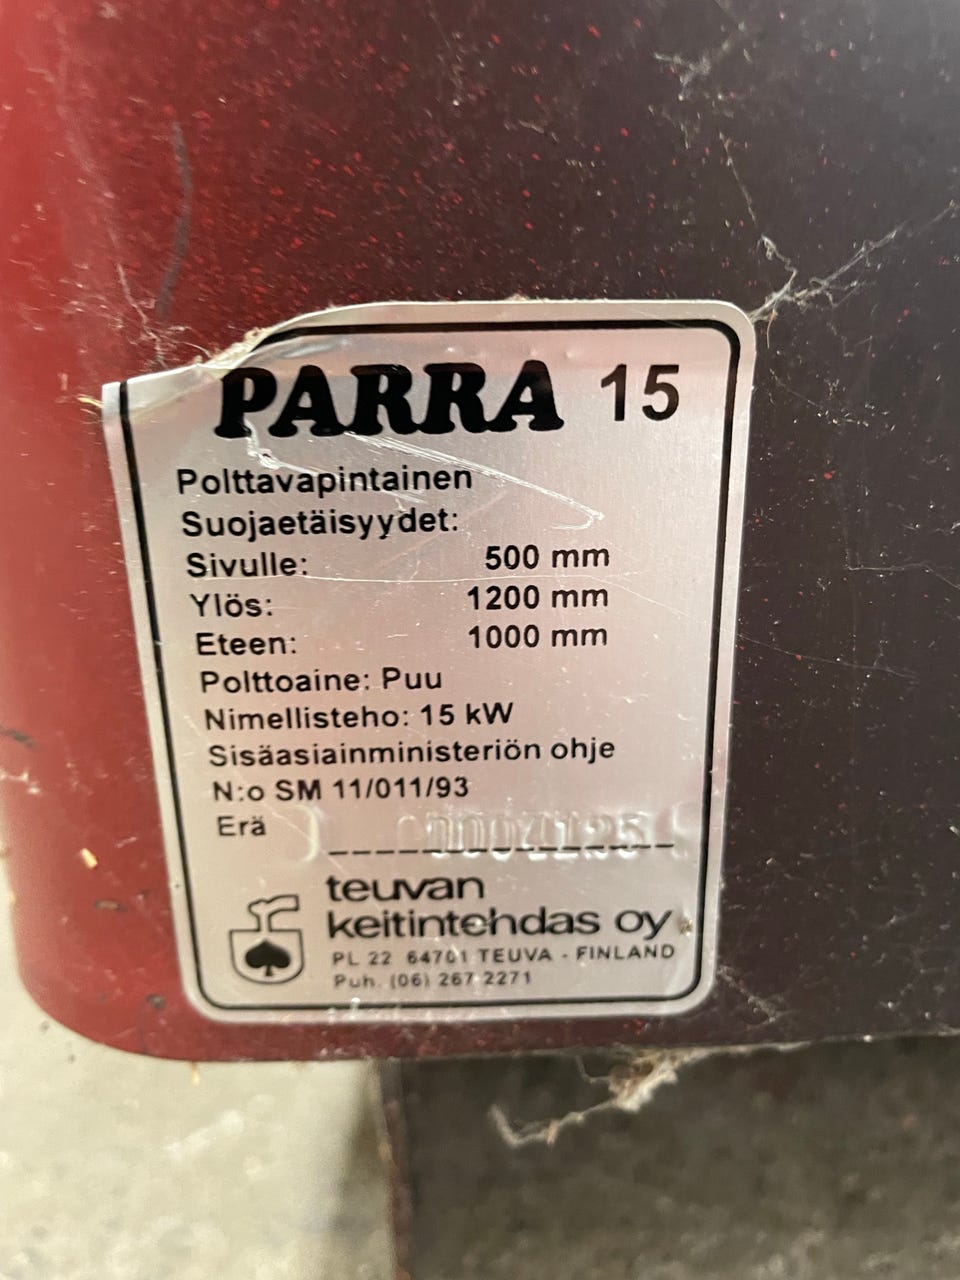 PARRA 15
Polttavapintainen
Suojaetäisyydet:
Sivulle: 500 mm
Ylös: 1200 mm
Eteen: 1000 mm
Polttoaine: Puu
Nimellisteho: 15 kW
Sisäasiainministeriön ohje
N:o SM 11/011/93
Erä
teuvan
keitintehdas oy
PL 22 64701 TEUVA - FINLAND
Puh. (06) 267 2271